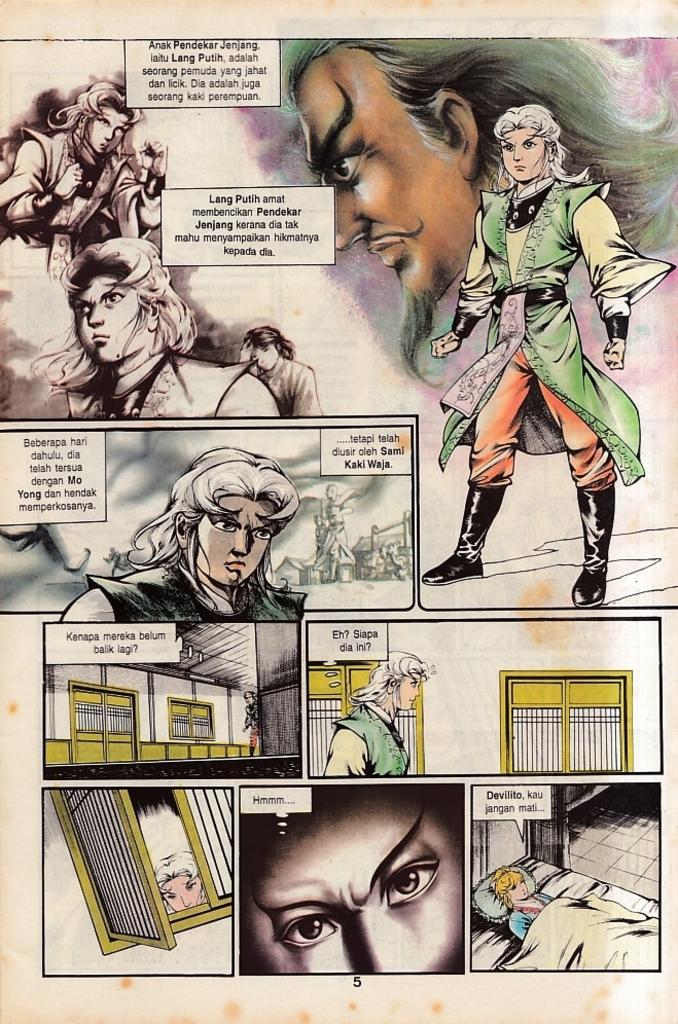 Anak Pendekar Jenjang,
iaitu Lang Putih, adalah
seorang pemuda yang jahat
dan licik. Dia adalah juga
seorang kaki perempuan.
Lang Putih amat
membencikan Pendekar
Jenjang kerana dia tak
mahu menyampaikan hikmatnya
kepada dia.
Beberapa hari
dahulu, dia
telah tersua
dengan Mo
Yong dan hendak
memperkosanya.
.....tetapi telah
diusir oleh Sami
Kaki Waja.
Kenapa mereka belum
balik lagi?
Eh? Siapa
dia ini?
Hmmm....
Devilito, kau
jangan mati...
5